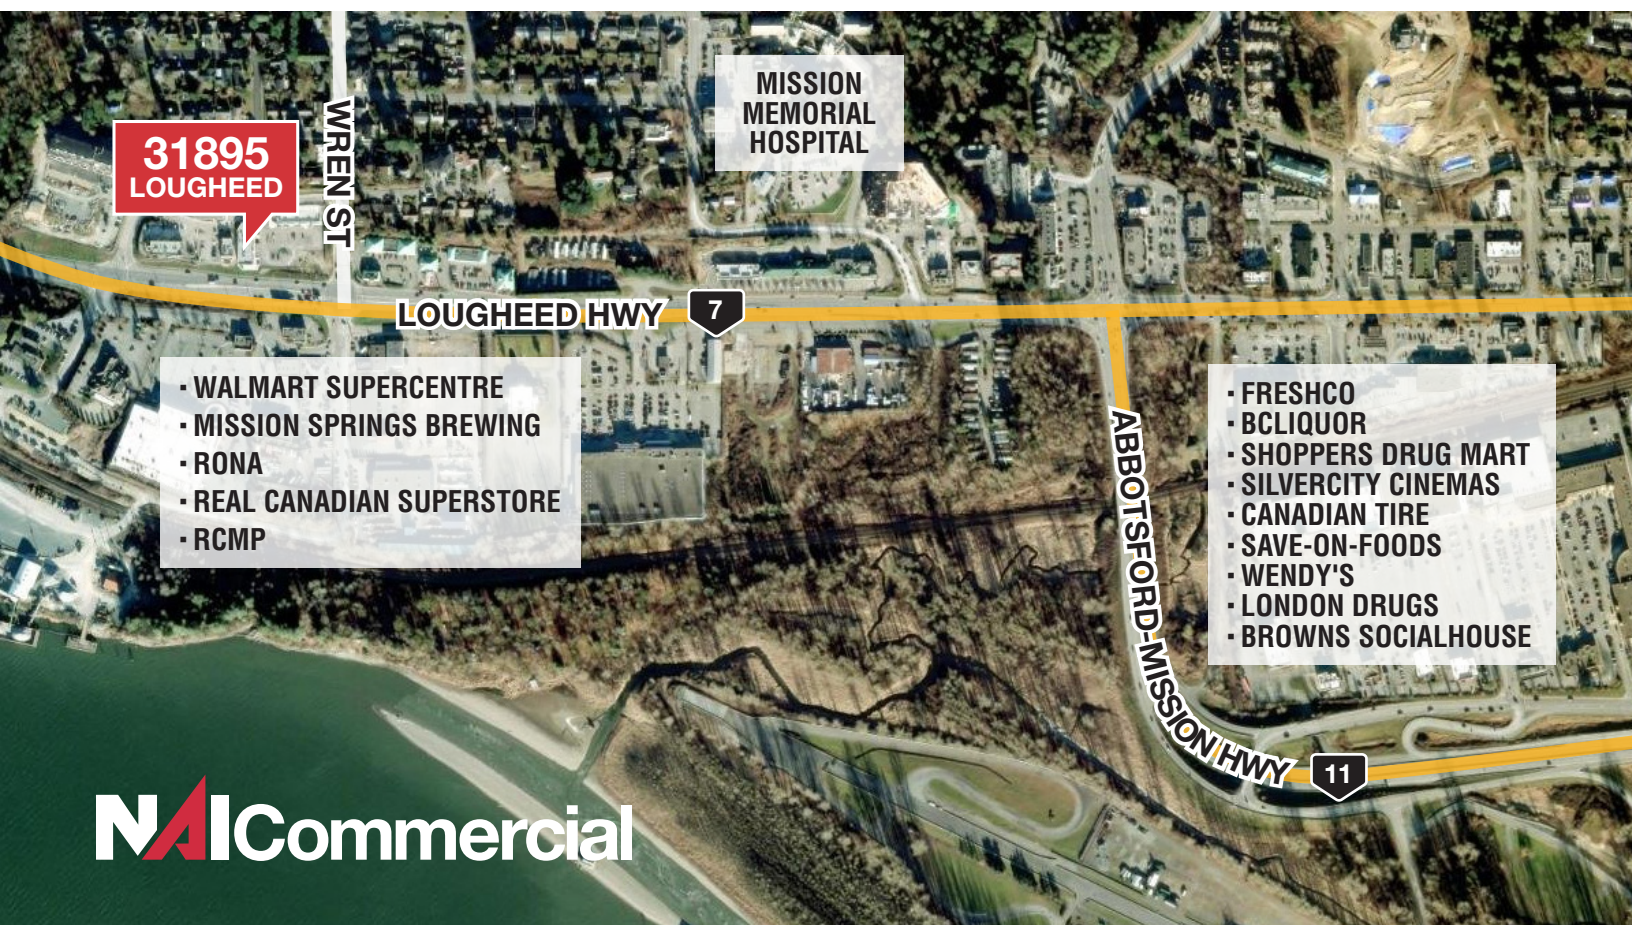 MISSION
MEMORIAL
HOSPITAL
31895
LOUGHEED
WREN ST
LOUGHEED HWY
7
· WALMART SUPERCENTRE
· MISSION SPRINGS BREWING
· RONA
· REAL CANADIAN SUPERSTORE
· RCMP
· FRESHCO
· BCLIQUOR
· SHOPPERS DRUG MART
· SILVERCITY CINEMAS
· CANADIAN TIRE
· SAVE-ON-FOODS
· WENDY'S
· LONDON DRUGS
· BROWNS SOCIALHOUSE
ABBOTSFORD-MISSION HWY
11
NAICommercial